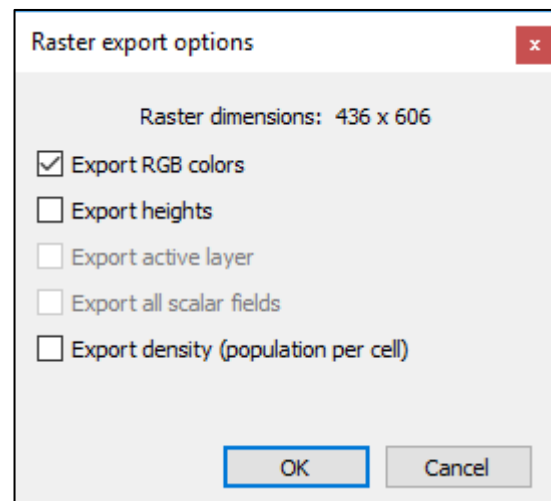 Raster export options
x
Raster dimensions: 436 x 606
Export RGB colors
Export heights
Export active layer
Export all scalar fields
Export density (population per cell)
OK Cancel